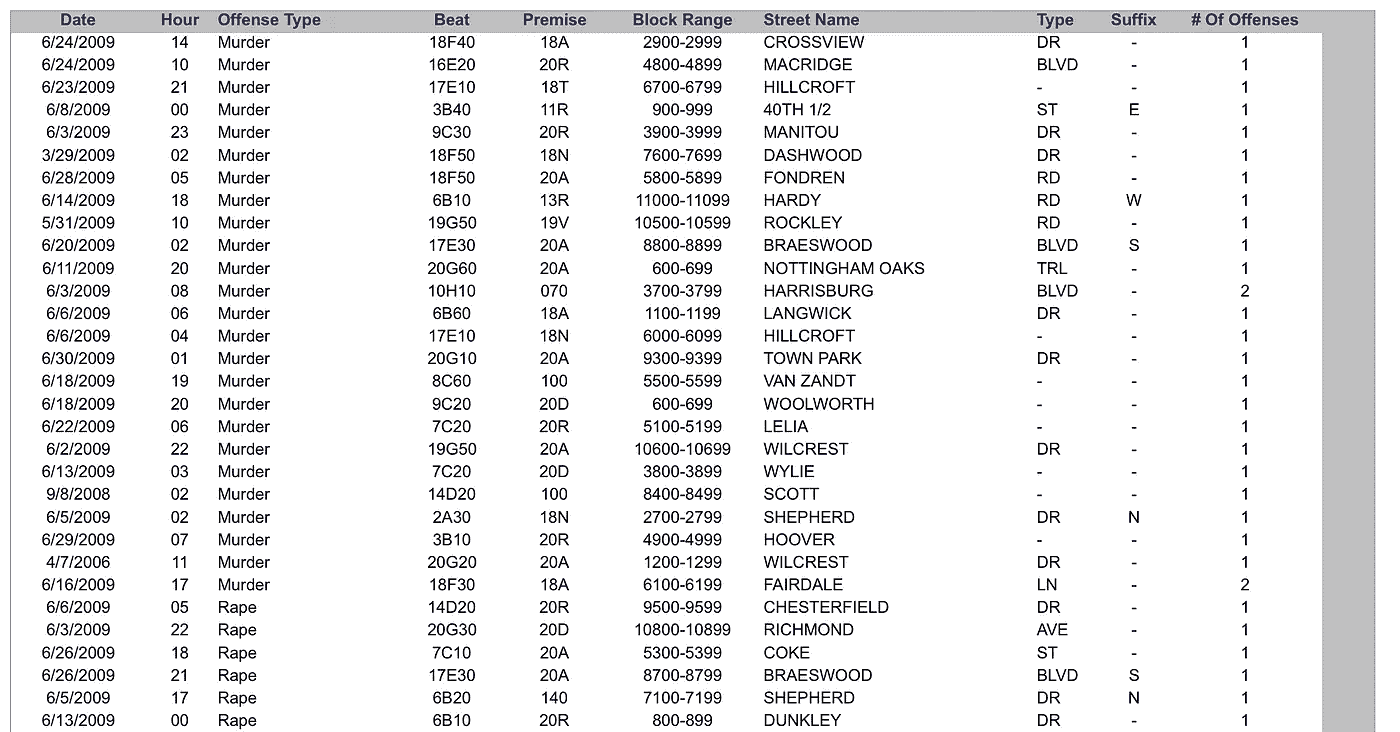 Date Hour Offense Type Beat Premise Block Range Street Name Type Suffix # Of Offenses
6/24/2009 14 Murder 18F40 18A 2900-2999 CROSSVIEW DR - 1
6/24/2009 10 Murder 16E20 20R 4800-4899 MACRIDGE BLVD - 1
6/23/2009 21 Murder 17E10 18T 6700-6799 HILLCROFT - - 1
6/8/2009 00 Murder 3B40 11R 900-999 40TH 1/2 ST E 1
6/3/2009 23 Murder 9C30 20R 3900-3999 MANITOU DR - 1
3/29/2009 02 Murder 18F50 18N 7600-7699 DASHWOOD DR - 1
6/28/2009 05 Murder 18F50 20A 5800-5899 FONDREN RD - 1
6/14/2009 18 Murder 6B10 13R 11000-11099 HARDY RD W 1
5/31/2009 10 Murder 19G50 19V 10500-10599 ROCKLEY RD - 1
6/20/2009 02 Murder 17E30 20A 8800-8899 BRAESWOOD BLVD S 1
6/11/2009 20 Murder 20G60 20A 600-699 NOTTINGHAM OAKS TRL - 1
6/3/2009 08 Murder 10H10 070 3700-3799 HARRISBURG BLVD - 2
6/6/2009 06 Murder 6B60 18A 1100-1199 LANGWICK DR - 1
6/6/2009 04 Murder 17E10 18N 6000-6099 HILLCROFT - - 1
6/30/2009 01 Murder 20G10 20A 9300-9399 TOWN PARK DR - 1
6/18/2009 19 Murder 8C60 100 5500-5599 VAN ZANDT - - 1
6/18/2009 20 Murder 9C20 20D 600-699 WOOLWORTH - - 1
6/22/2009 06 Murder 7C20 20R 5100-5199 LELIA - - 1
6/2/2009 22 Murder 19G50 20A 10600-10699 WILCREST DR - 1
6/13/2009 03 Murder 7C20 20D 3800-3899 WYLIE - - 1
9/8/2008 02 Murder 14D20 100 8400-8499 SCOTT - - 1
6/5/2009 02 Murder 2A30 18N 2700-2799 SHEPHERD DR N 1
6/29/2009 07 Murder 3B10 20R 4900-4999 HOOVER - - 1
4/7/2006 11 Murder 20G20 20A 1200-1299 WILCREST DR - 1
6/16/2009 17 Murder 18F30 18A 6100-6199 FAIRDALE LN - 2
6/6/2009 05 Rape 14D20 20R 9500-9599 CHESTERFIELD DR - 1
6/3/2009 22 Rape 20G30 20D 10800-10899 RICHMOND AVE - 1
6/26/2009 18 Rape 7C10 20A 5300-5399 COKE ST - 1
6/26/2009 21 Rape 17E30 20A 8700-8799 BRAESWOOD BLVD S 1
6/5/2009 17 Rape 6B20 140 7100-7199 SHEPHERD DR N 1
6/13/2009 00 Rape 6B10 20R 800-899 DUNKLEY DR - 1